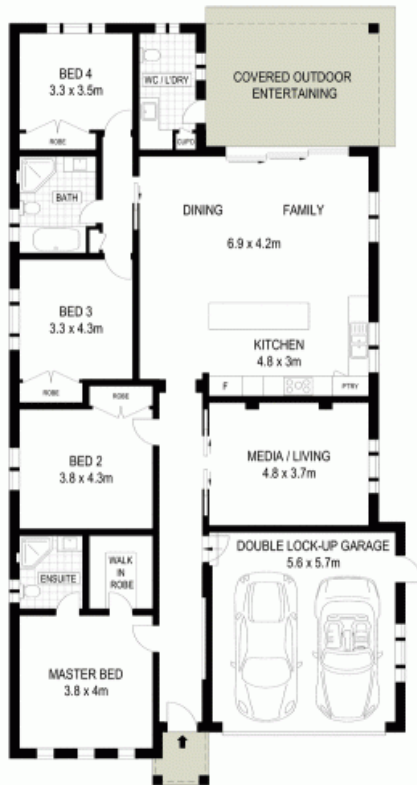 BED 4
3.3 x 3.5m
ROBE
WC / L'DRY
CUP'D
COVERED OUTDOOR
ENTERTAINING
BATH
DINING
FAMILY
6.9 x 4.2m
BED 3
3.3 x 4.3m
ROBE
KITCHEN
4.8 x 3m
F
PTRY
ROBE
BED 2
3.8 x 4.3m
MEDIA / LIVING
4.8 x 3.7m
ENSUITE
WALK
IN
ROBE
DOUBLE LOCK-UP GARAGE
5.6 x 5.7m
MASTER BED
3.8 x 4m